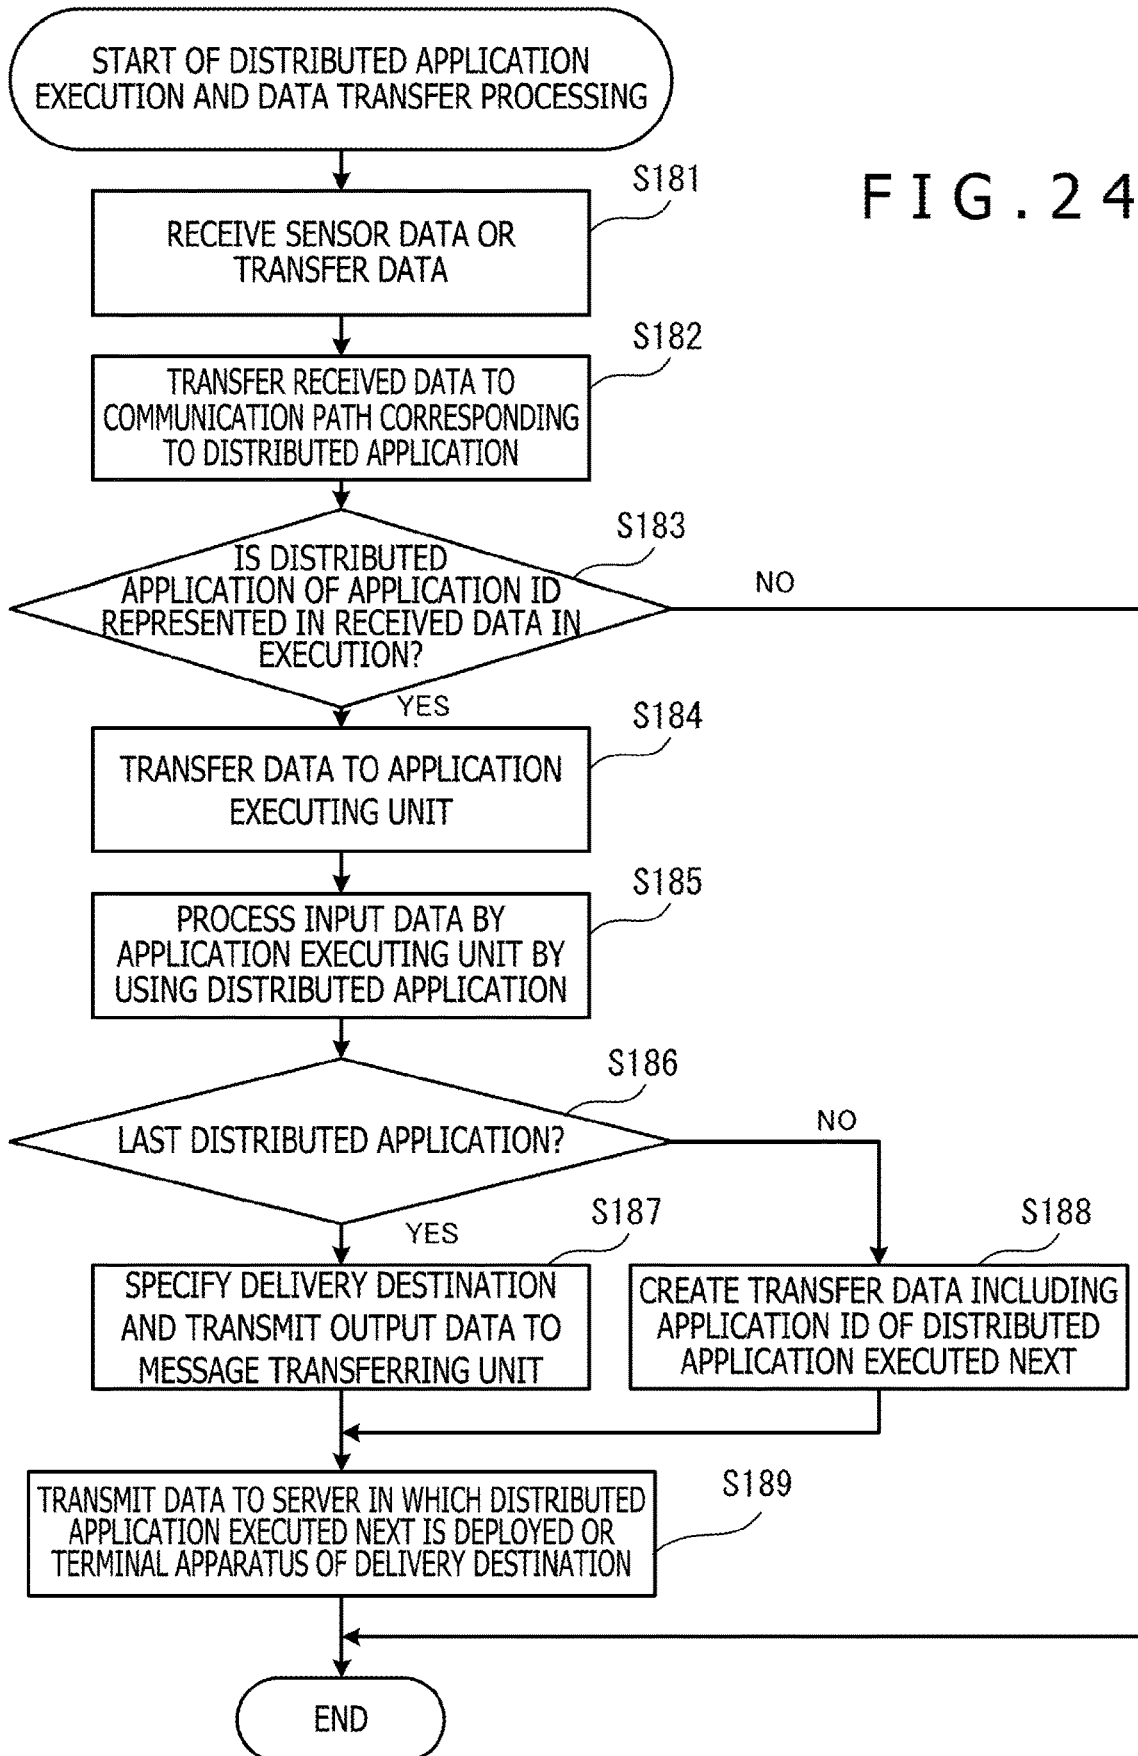 START OF DISTRIBUTED APPLICATION
EXECUTION AND DATA TRANSFER PROCESSING
FIG.24
S181
RECEIVE SENSOR DATA OR
TRANSFER DATA
S182
TRANSFER RECEIVED DATA TO
COMMUNICATION PATH CORRESPONDING
TO DISTRIBUTED APPLICATION
S183
IS DISTRIBUTED
APPLICATION OF APPLICATION ID
REPRESENTED IN RECEIVED DATA IN
EXECUTION?
NO
YES
S184
TRANSFER DATA TO APPLICATION
EXECUTING UNIT
S185
PROCESS INPUT DATA BY
APPLICATION EXECUTING UNIT BY
USING DISTRIBUTED APPLICATION
S186
LAST DISTRIBUTED APPLICATION?
NO
YES
S187
SPECIFY DELIVERY DESTINATION
AND TRANSMIT OUTPUT DATA TO
MESSAGE TRANSFERRING UNIT
S188
CREATE TRANSFER DATA INCLUDING
APPLICATION ID OF DISTRIBUTED
APPLICATION EXECUTED NEXT
S189
TRANSMIT DATA TO SERVER IN WHICH DISTRIBUTED
APPLICATION EXECUTED NEXT IS DEPLOYED OR
TERMINAL APPARATUS OF DELIVERY DESTINATION
END